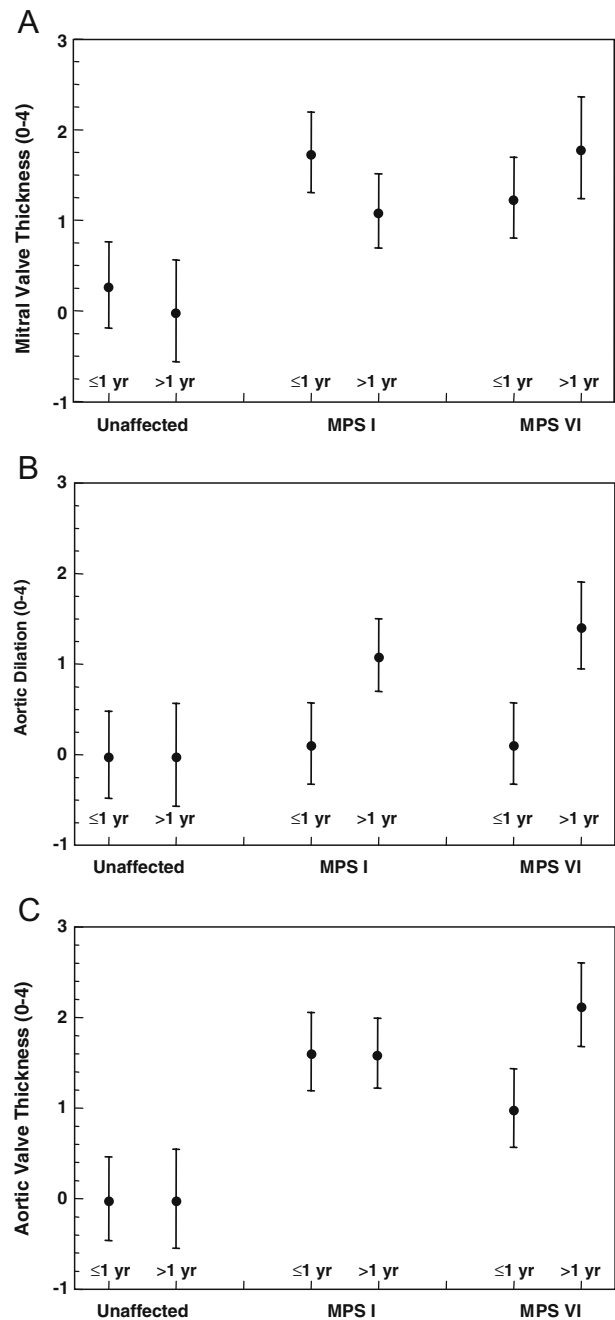 A
Mitral Valve Thickness (0-4)
3
2
1
0
-1
≤1 yr >1 yr ≤1 yr >1 yr ≤1 yr >1 yr
Unaffected MPS I MPS VI
B
Aortic Dilation (0-4)
3
2
1
0
-1
≤1 yr >1 yr ≤1 yr >1 yr ≤1 yr >1 yr
Unaffected MPS I MPS VI
C
Aortic Valve Thickness (0-4)
3
2
1
0
-1
≤1 yr >1 yr ≤1 yr >1 yr ≤1 yr >1 yr
Unaffected MPS I MPS VI